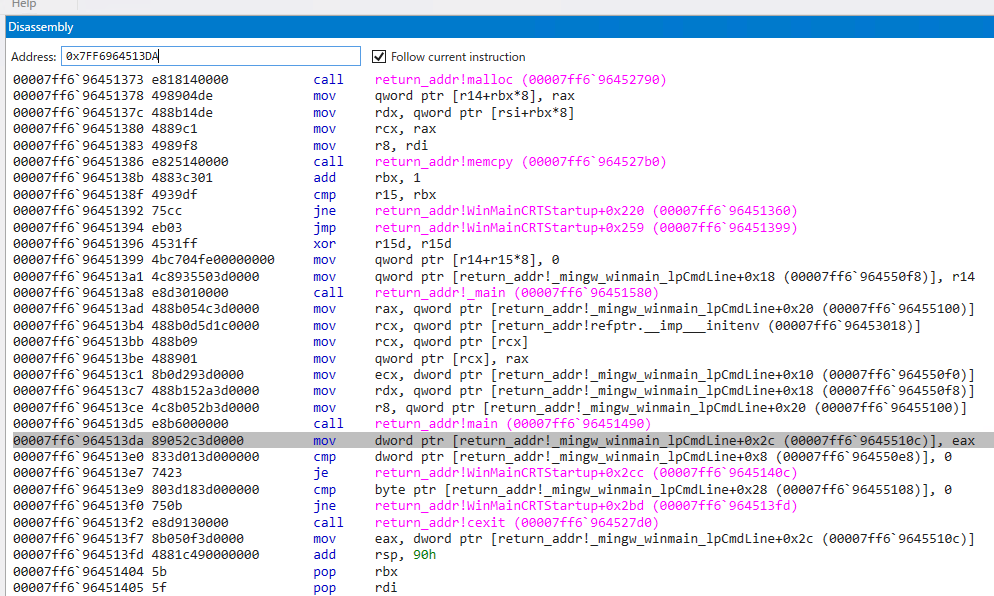 Help
Disassembly
Address: 0x7FF6964513DA Follow current instruction
00007ff6`96451373 e818140000 call return_addr!malloc (00007ff6`96452790)
00007ff6`96451378 498904de mov qword ptr [r14+rbx*8], rax
00007ff6`9645137c 488b14de mov rdx, qword ptr [rsi+rbx*8]
00007ff6`96451380 4889c1 mov rcx, rax
00007ff6`96451383 4989f8 mov r8, rdi
00007ff6`96451386 e825140000 call return_addr!memcpy (00007ff6`964527b0)
00007ff6`9645138b 4883c301 add rbx, 1
00007ff6`9645138f 4939df cmp r15, rbx
00007ff6`96451392 75cc jne return_addr!WinMainCRTStartup+0x220 (00007ff6`96451360)
00007ff6`96451394 eb03 jmp return_addr!WinMainCRTStartup+0x259 (00007ff6`96451399)
00007ff6`96451396 4531ff xor r15d, r15d
00007ff6`96451399 4bc704fe00000000 mov qword ptr [r14+r15*8], 0
00007ff6`964513a1 4c8935503d0000 mov qword ptr [return_addr!_mingw_winmain_lpCmdLine+0x18 (00007ff6`964550f8)], r14
00007ff6`964513a8 e8d3010000 call return_addr!_main (00007ff6`96451580)
00007ff6`964513ad 488b054c3d0000 mov rax, qword ptr [return_addr!_mingw_winmain_lpCmdLine+0x20 (00007ff6`96455100)]
00007ff6`964513b4 488b0d5d1c0000 mov rcx, qword ptr [return_addr!refptr.__imp___initenv (00007ff6`96453018)]
00007ff6`964513bb 488b09 mov rcx, qword ptr [rcx]
00007ff6`964513be 488901 mov qword ptr [rcx], rax
00007ff6`964513c1 8b0d293d0000 mov ecx, dword ptr [return_addr!_mingw_winmain_lpCmdLine+0x10 (00007ff6`964550f0)]
00007ff6`964513c7 488b152a3d0000 mov rdx, qword ptr [return_addr!_mingw_winmain_lpCmdLine+0x18 (00007ff6`964550f8)]
00007ff6`964513ce 4c8b052b3d0000 mov r8, qword ptr [return_addr!_mingw_winmain_lpCmdLine+0x20 (00007ff6`96455100)]
00007ff6`964513d5 e8b6000000 call return_addr!main (00007ff6`96451490)
00007ff6`964513da 89052c3d0000 mov dword ptr [return_addr!_mingw_winmain_lpCmdLine+0x2c (00007ff6`9645510c)], eax
00007ff6`964513e0 833d013d000000 cmp dword ptr [return_addr!_mingw_winmain_lpCmdLine+0x8 (00007ff6`964550e8)], 0
00007ff6`964513e7 7423 je return_addr!WinMainCRTStartup+0x2cc (00007ff6`9645140c)
00007ff6`964513e9 803d183d000000 cmp byte ptr [return_addr!_mingw_winmain_lpCmdLine+0x28 (00007ff6`96455108)], 0
00007ff6`964513f0 750b jne return_addr!WinMainCRTStartup+0x2bd (00007ff6`964513fd)
00007ff6`964513f2 e8d9130000 call return_addr!cexit (00007ff6`964527d0)
00007ff6`964513f7 8b050f3d0000 mov eax, dword ptr [return_addr!_mingw_winmain_lpCmdLine+0x2c (00007ff6`9645510c)]
00007ff6`964513fd 4881c490000000 add rsp, 90h
00007ff6`96451404 5b pop rbx
00007ff6`96451405 5f pop rdi